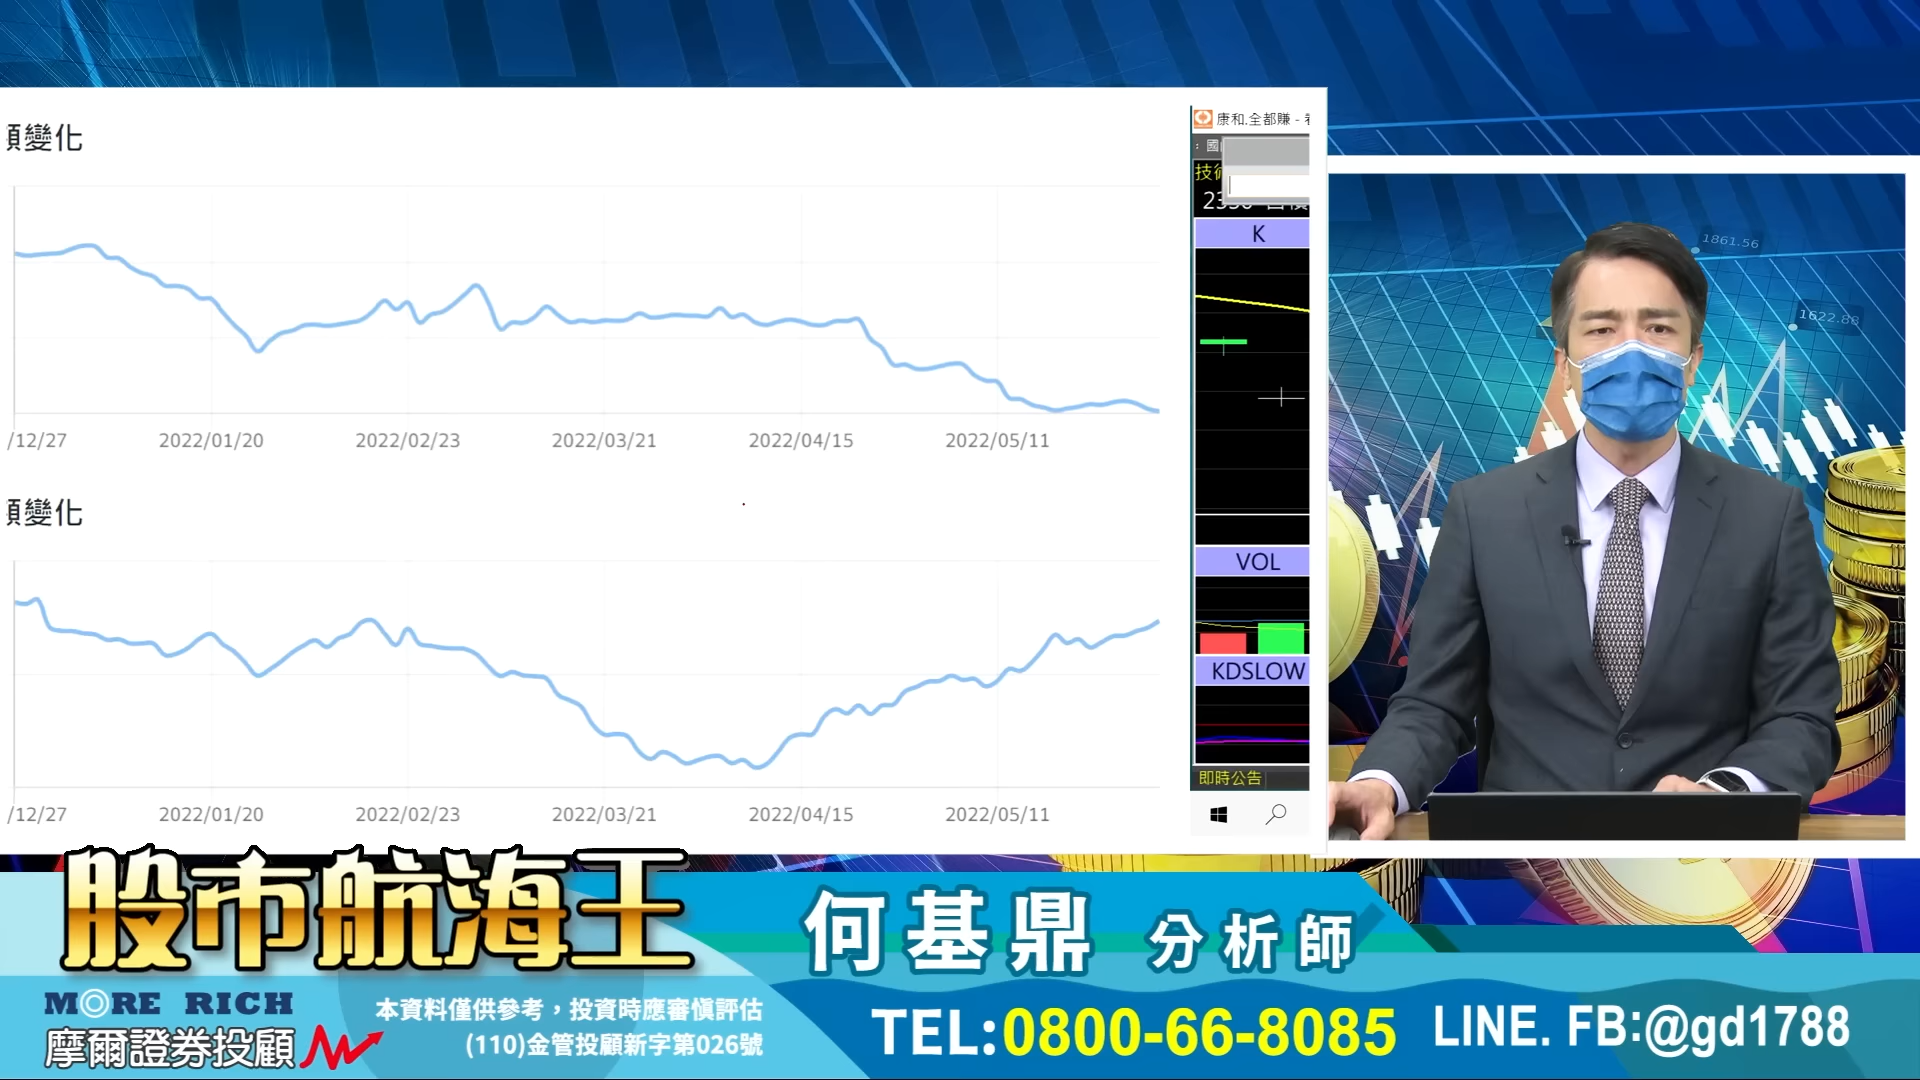 變化
/12/27 2022/01/20 2022/02/23 2022/03/21 2022/04/15 2022/05/11
變化
/12/27 2022/01/20 2022/02/23 2022/03/21 2022/04/15 2022/05/11
康和.全都賺 -
國
技術
K
VOL
KDSLOW
即時公告
1861.56
1622.88
股市航海王
MORE RICH
摩爾證券投顧
本資料僅供參考，投資時應審慎評估
(110)金管投顧新字第026號
何基鼎 分析師
TEL:0800-66-8085
LINE. FB:@gd1788